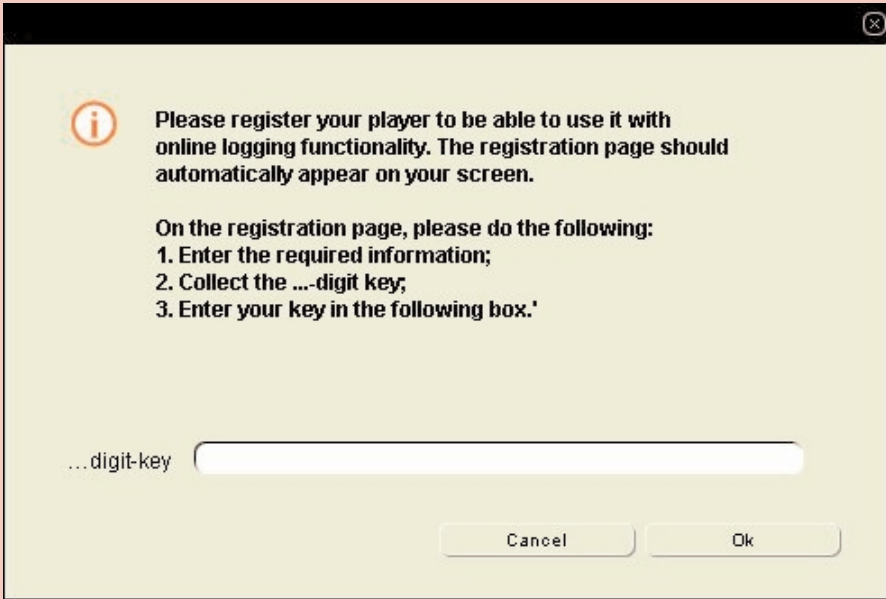 Please register your player to be able to use it with
online logging functionality. The registration page should
automatically appear on your screen.
On the registration page, please do the following:
1. Enter the required information;
2. Collect the ...-digit key;
3. Enter your key in the following box.'
...digit-key
Cancel
Ok